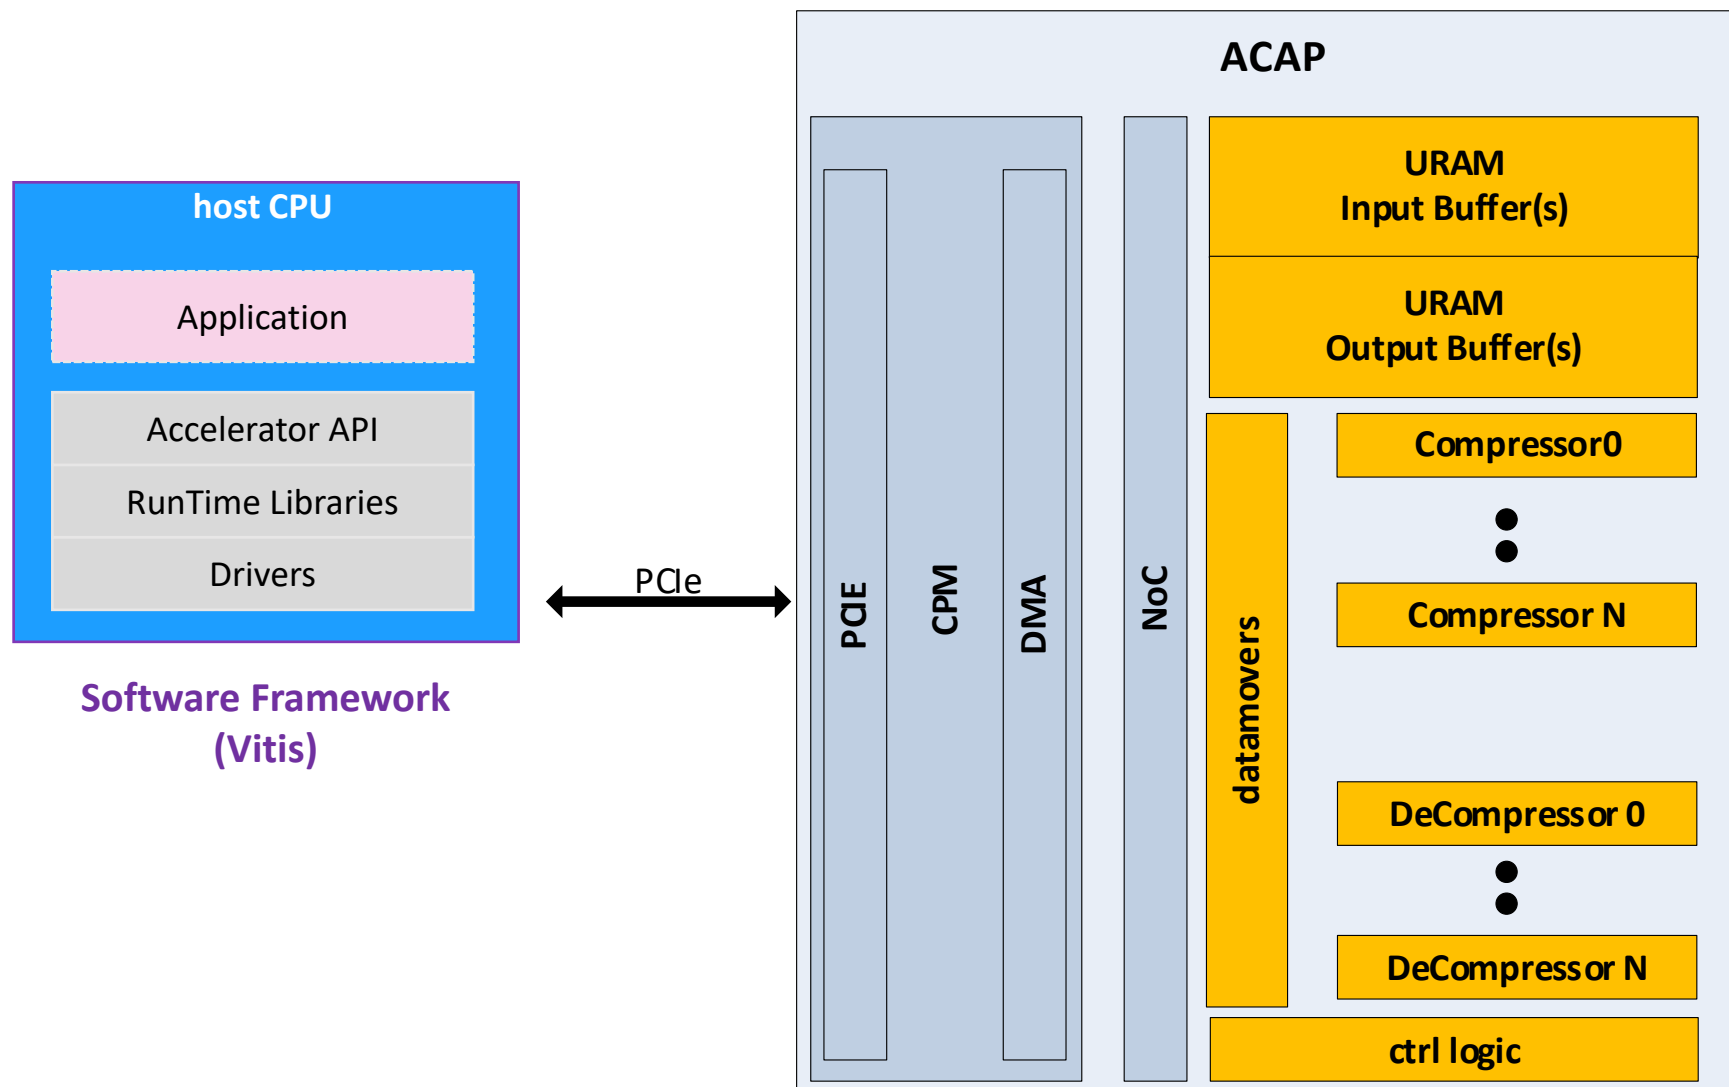 host CPU
Application
Accelerator API
RunTime Libraries
Drivers
Software Framework
(Vitis)
PCIe
ACAP
PCIE
CPM
DMA
NoC
URAM
Input Buffer(s)
URAM
Output Buffer(s)
datamovers
Compressor0
Compressor N
DeCompressor 0
DeCompressor N
ctrl logic